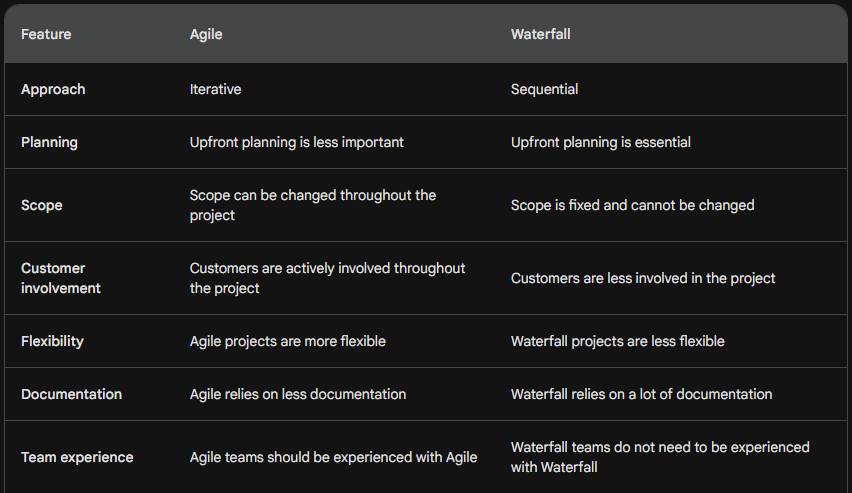 Feature Agile Waterfall
Approach Iterative Sequential
Planning Upfront planning is less important Upfront planning is essential
Scope Scope can be changed throughout the
project Scope is fixed and cannot be changed
Customer
involvement Customers are actively involved throughout
the project Customers are less involved in the project
Flexibility Agile projects are more flexible Waterfall projects are less flexible
Documentation Agile relies on less documentation Waterfall relies on a lot of documentation
Team experience Agile teams should be experienced with Agile Waterfall teams do not need to be experienced
with Waterfall